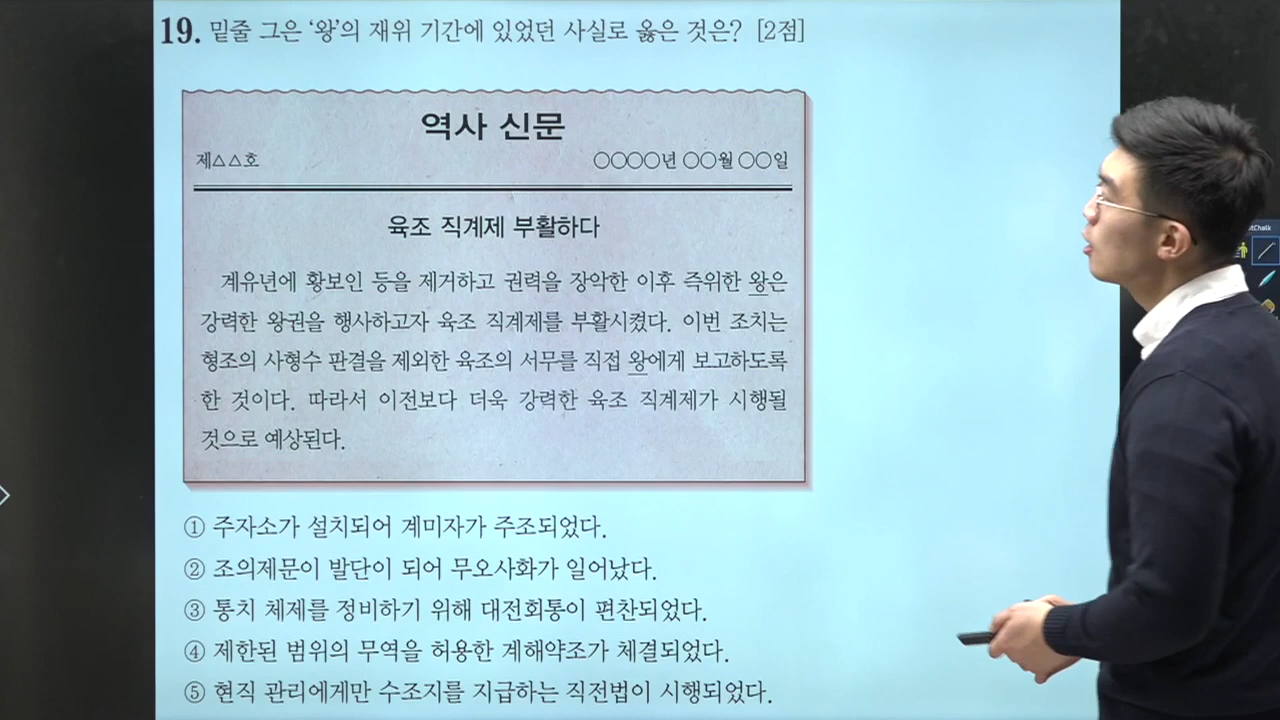 19. 밑줄 그은 ‘왕’의 재위 기간에 있었던 사실로 옳은 것은? [2점]
역사 신문
제△△호 ○○○○년 ○○월 ○○일
육조 직계제 부활하다
계유년에 황보인 등을 제거하고 권력을 장악한 이후 즉위한 왕은
강력한 왕권을 행사하고자 육조 직계제를 부활시켰다. 이번 조치는
형조의 사형수 판결을 제외한 육조의 서무를 직접 왕에게 보고하도록
한 것이다. 따라서 이전보다 더욱 강력한 육조 직계제가 시행될
것으로 예상된다.
① 주자소가 설치되어 계미자가 주조되었다.
② 조의제문이 발단이 되어 무오사화가 일어났다.
③ 통치 체제를 정비하기 위해 대전회통이 편찬되었다.
④ 제한된 범위의 무역을 허용한 계해약조가 체결되었다.
⑤ 현직 관리에게만 수조지를 지급하는 직전법이 시행되었다.